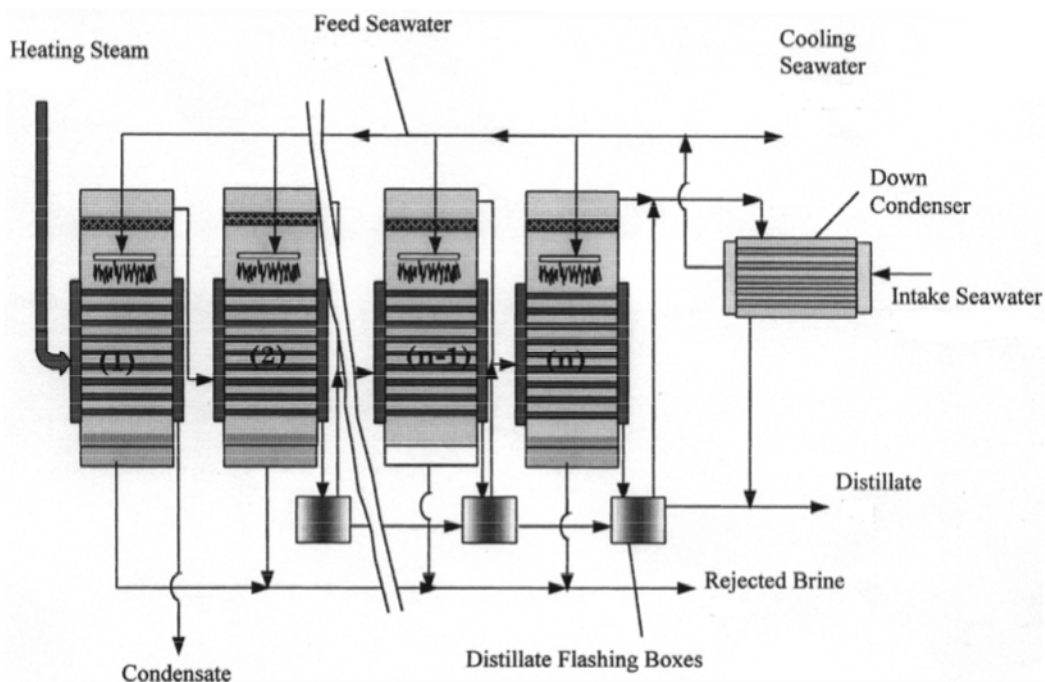 Feed Seawater
Heating Steam
Cooling
Seawater
Down
Condenser
Intake Seawater
(1)
(2)
(n-1)
(n)
Distillate
Rejected Brine
Distillate Flashing Boxes
Condensate